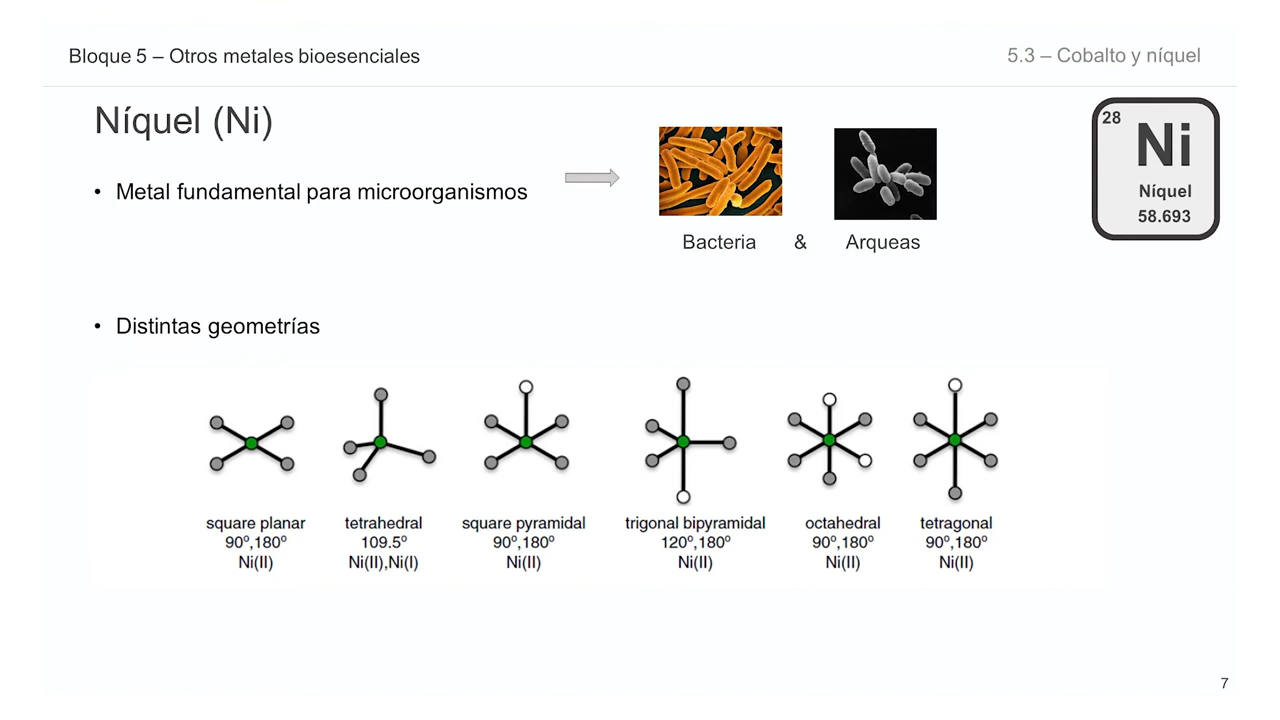 Bloque 5 – Otros metales bioesenciales
5.3 – Cobalto y níquel
Níquel (Ni)
28
Ni
Níquel
58.693
• Metal fundamental para microorganismos
Bacteria & Arqueas
• Distintas geometrías
square planar
90º,180º
Ni(II)
tetrahedral
109.5º
Ni(II),Ni(I)
square pyramidal
90º,180º
Ni(II)
trigonal bipyramidal
120º,180º
Ni(II)
octahedral
90º,180º
Ni(II)
tetragonal
90º,180º
Ni(II)
7